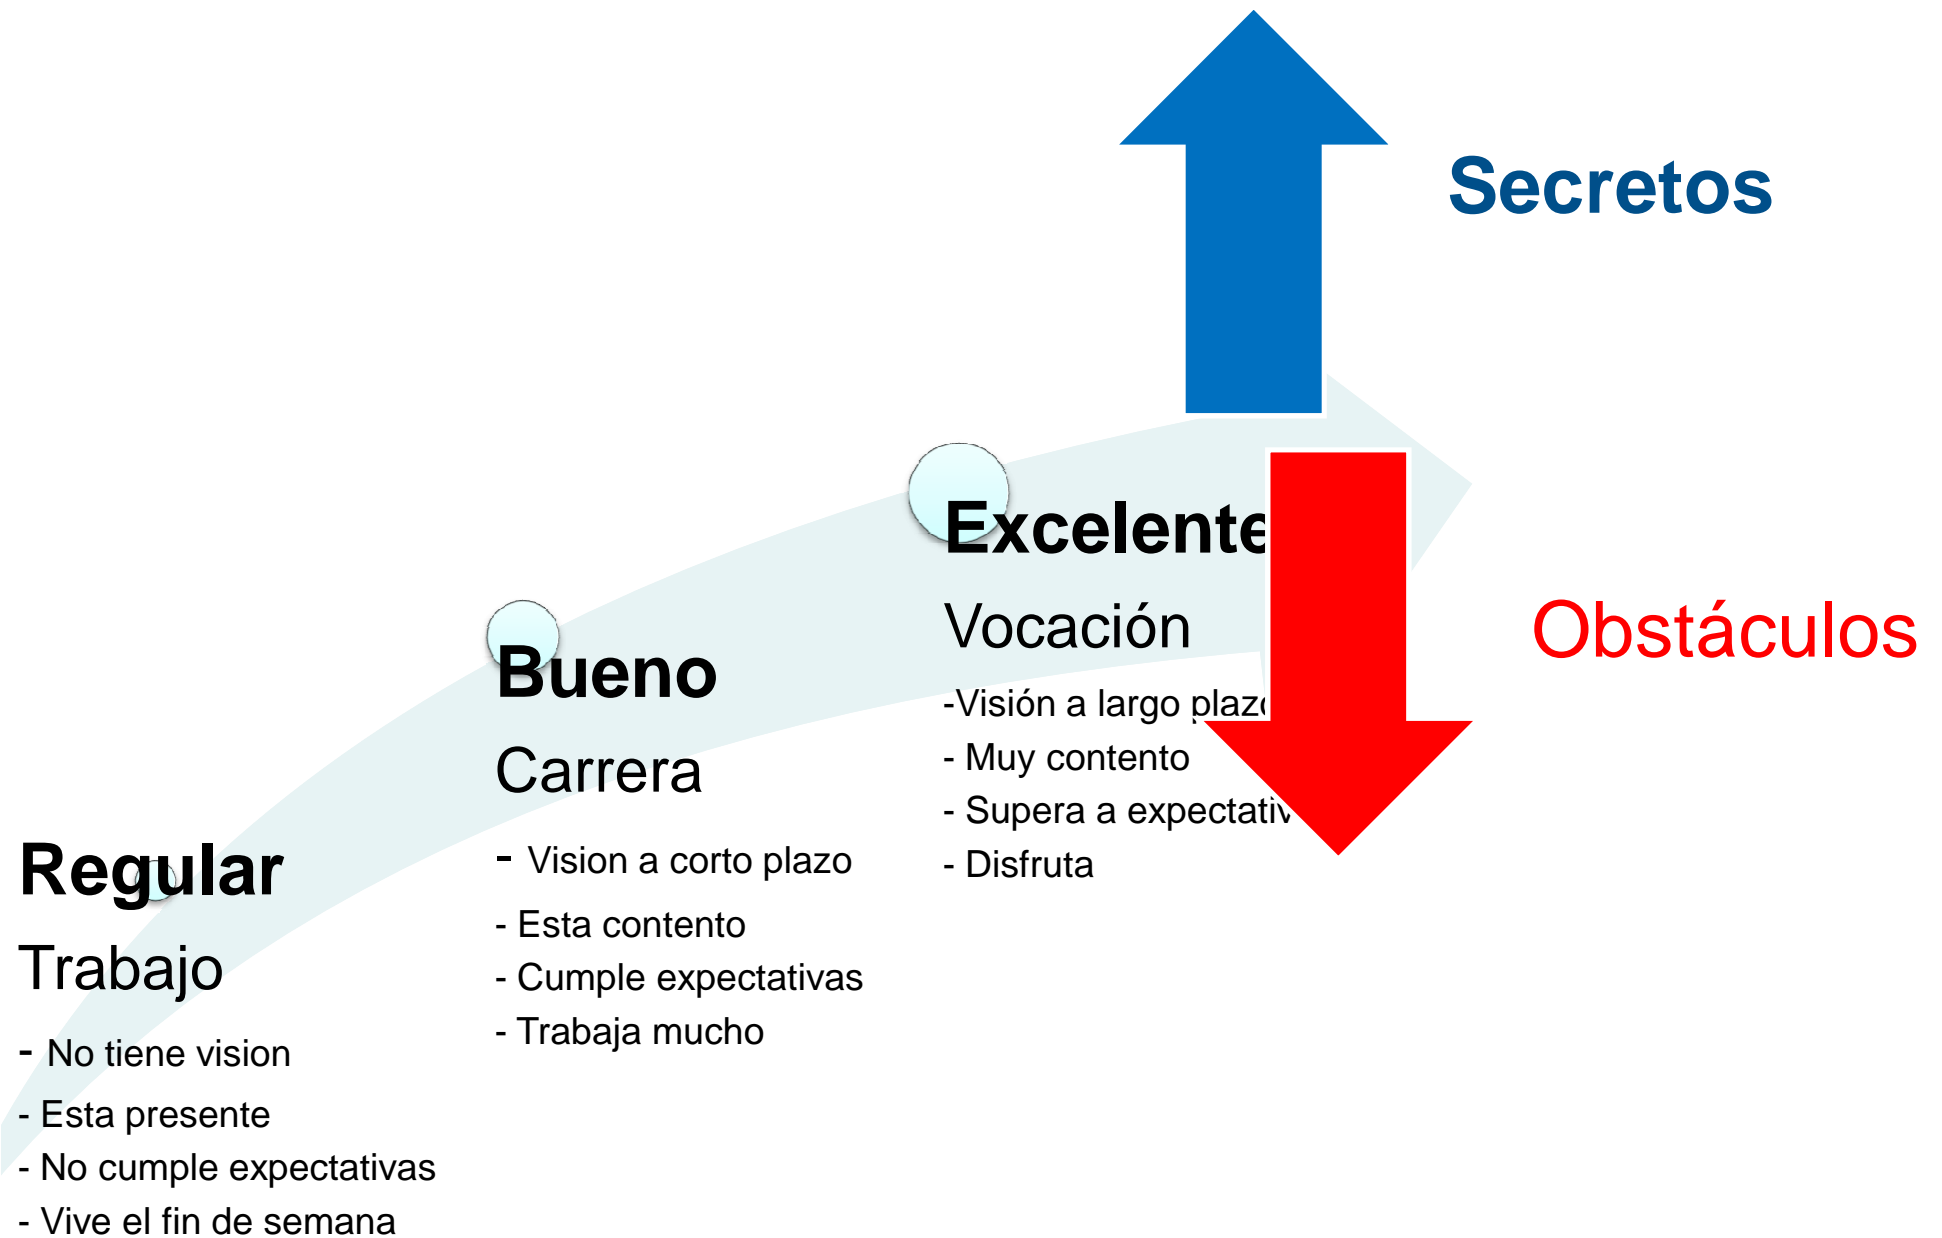 Secretos
Obstáculos
Excelente
Vocación
-Visión a largo plazo
- Muy contento
- Supera a
- Disfruta
Bueno
Carrera
- Vision a corto plazo
- Esta contento
- Cumple expectativas
- Trabaja mucho
Regular
Trabajo
- No tiene vision
- Esta presente
- No cumple expectativas
- Vive el fin de semana